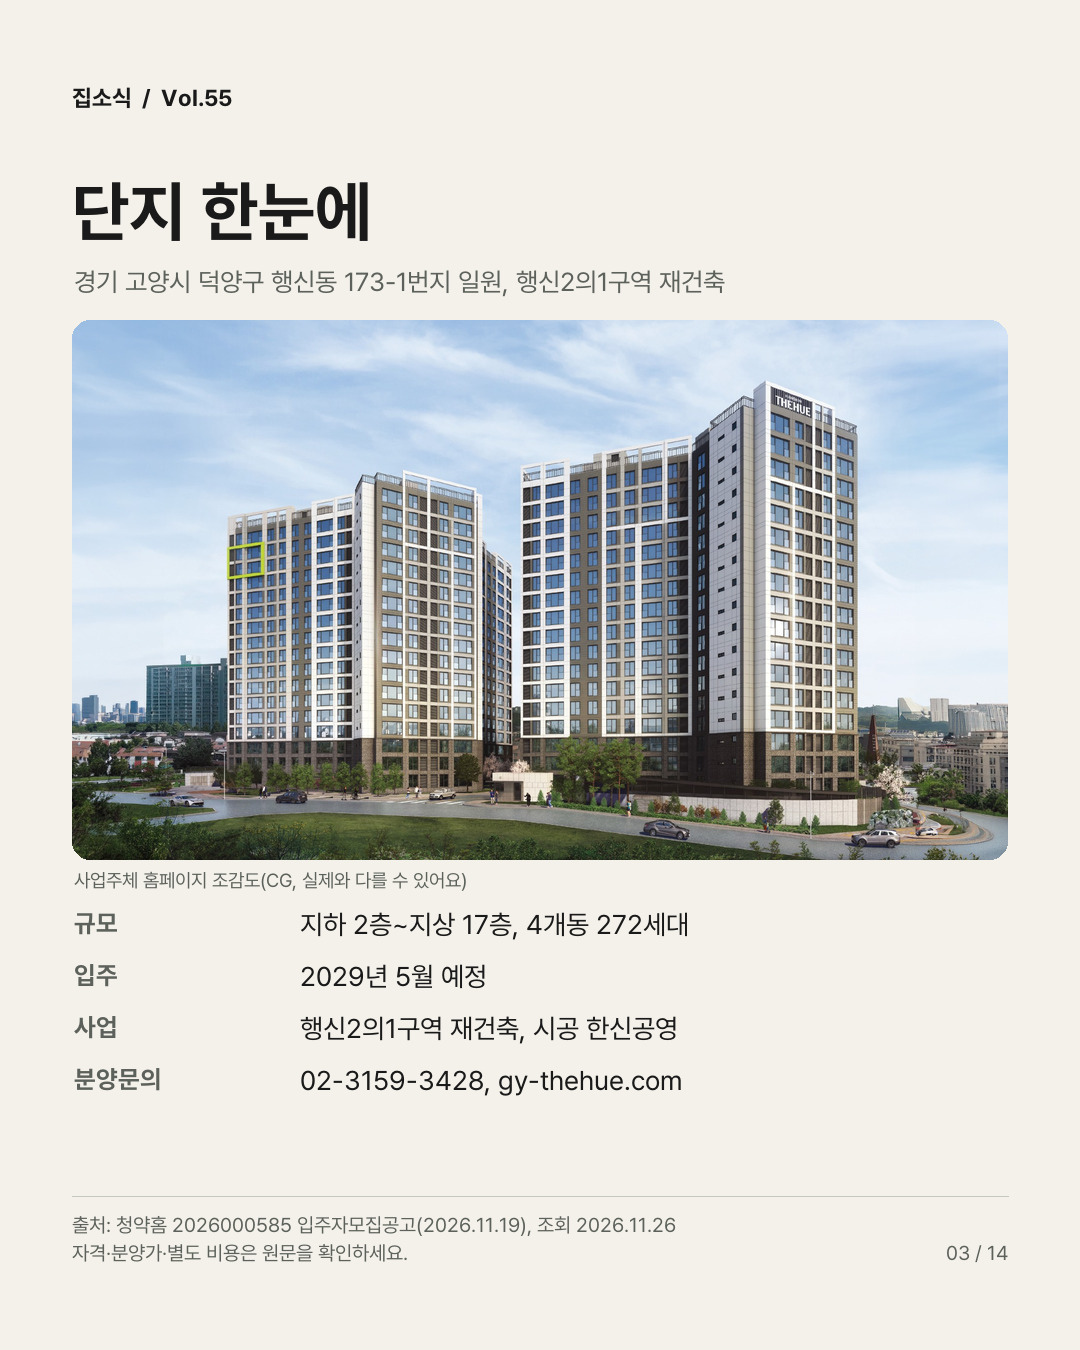 집소식 / Vol.55
단지 한눈에
경기 고양시 덕양구 행신동 173-1번지 일원, 행신2의1구역 재건축
THEHUE
사업주체 홈페이지 조감도(CG, 실제와 다를 수 있어요)
규모 지하 2층~지상 17층, 4개동 272세대
입주 2029년 5월 예정
사업 행신2의1구역 재건축, 시공 한신공영
분양문의 02-3159-3428, gy-thehue.com
출처: 청약홈 2026000585 입주자모집공고(2026.11.19), 조회 2026.11.26
자격·분양가·별도 비용은 원문을 확인하세요.
03 / 14